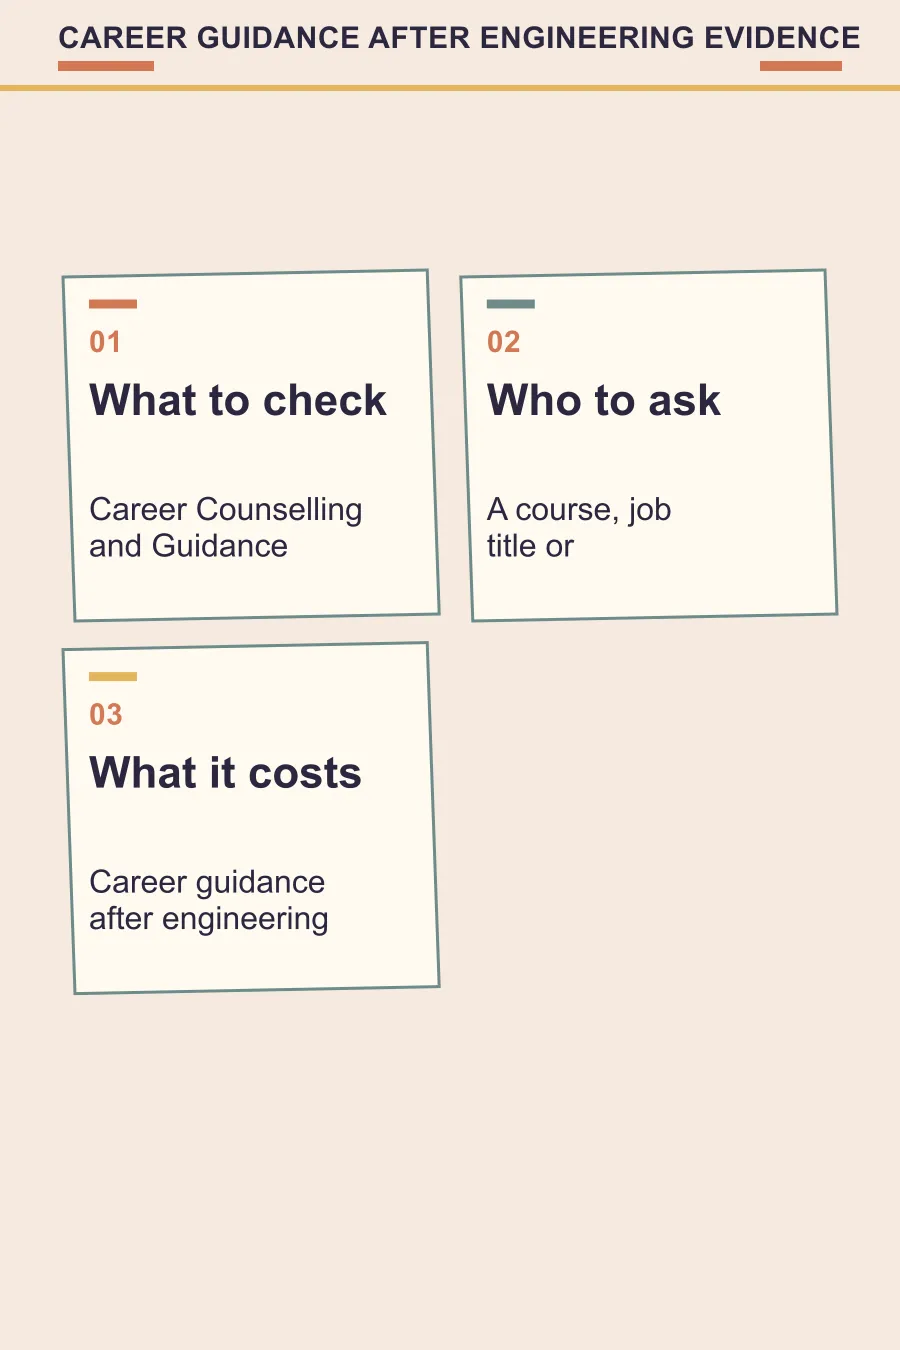 CAREER GUIDANCE AFTER ENGINEERING EVIDENCE
01
What to check
Career Counselling
and Guidance
02
Who to ask
A course, job
title or
03
What it costs
Career guidance
after engineering